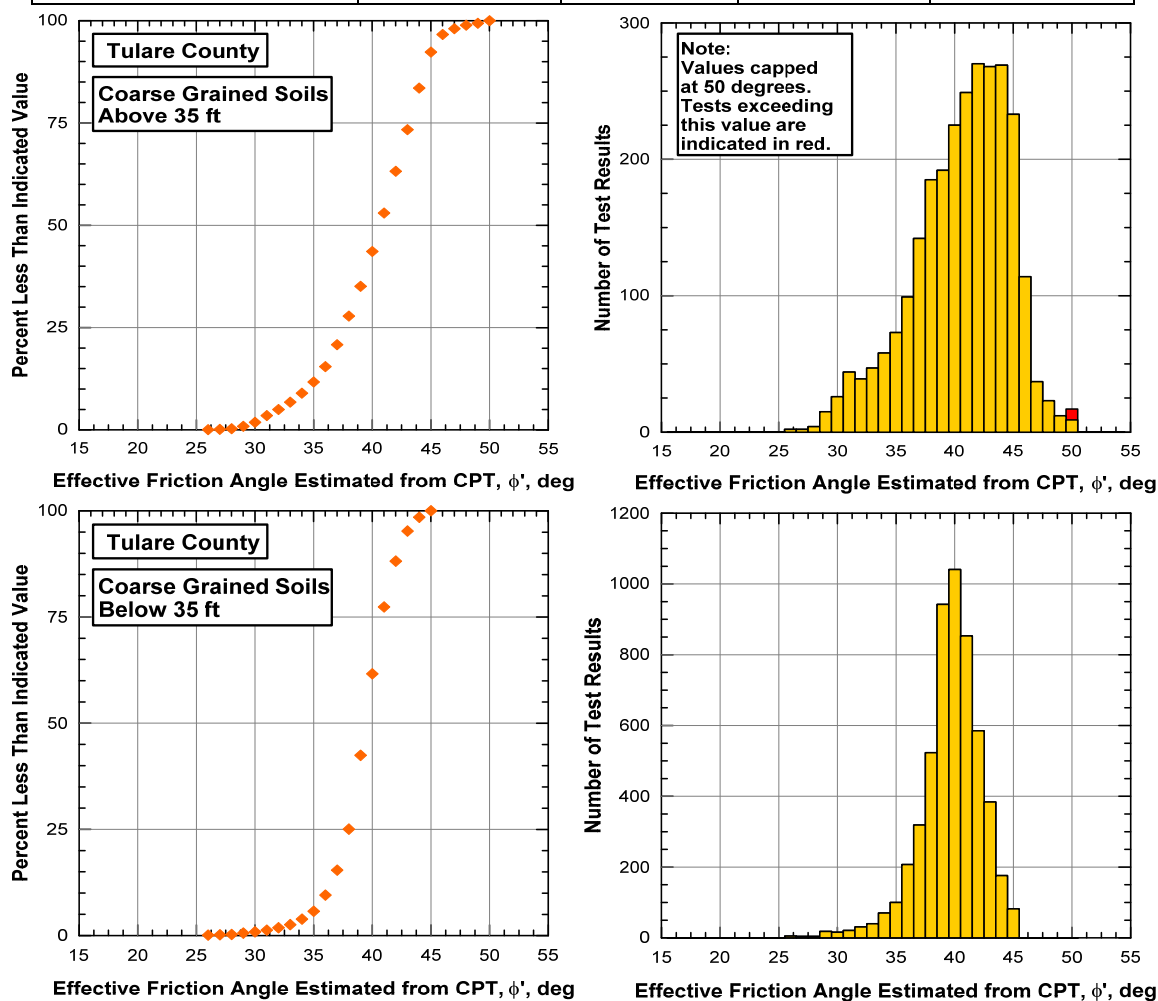 Tulare County
Coarse Grained Soils
Above 35 ft
Percent Less Than Indicated Value
100
75
50
25
0
15 20 25 30 35 40 45 50 55
Effective Friction Angle Estimated from CPT, ϕ', deg
Note:
Values capped
at 50 degrees.
Tests exceeding
this value are
indicated in red.
Number of Test Results
300
200
100
0
15 20 25 30 35 40 45 50 55
Effective Friction Angle Estimated from CPT, ϕ', deg
Tulare County
Coarse Grained Soils
Below 35 ft
Percent Less Than Indicated Value
100
75
50
25
0
15 20 25 30 35 40 45 50 55
Effective Friction Angle Estimated from CPT, ϕ', deg
Number of Test Results
1200
1000
800
600
400
200
0
15 20 25 30 35 40 45 50 55
Effective Friction Angle Estimated from CPT, ϕ', deg